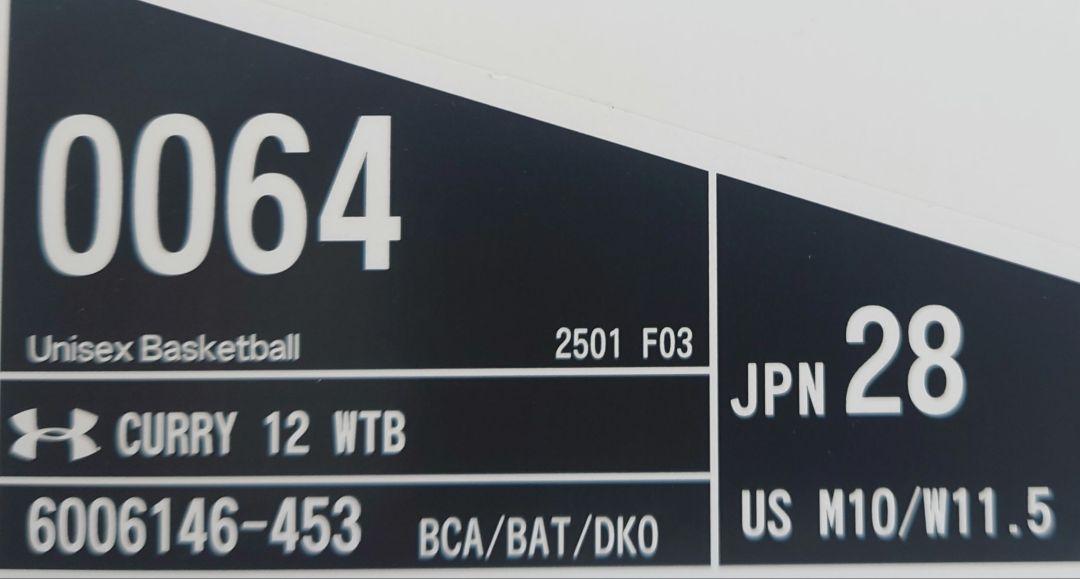 0064
Unisex Basketball 2501 F03
CURRY 12 WTB
6006146-453 BCA/BAT/DKO
JPN 28
US M10/W11.5